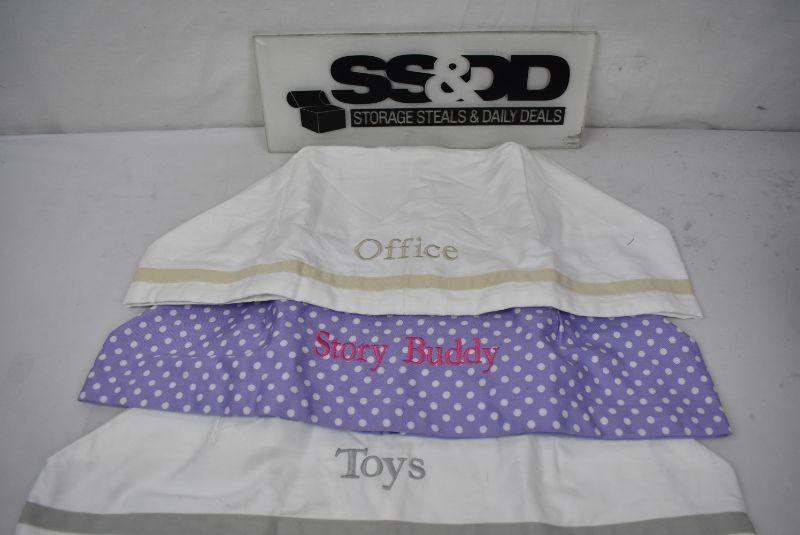 SS&DD
STORAGE STEALS & DAILY DEALS
Office
Story Buddy
Toys